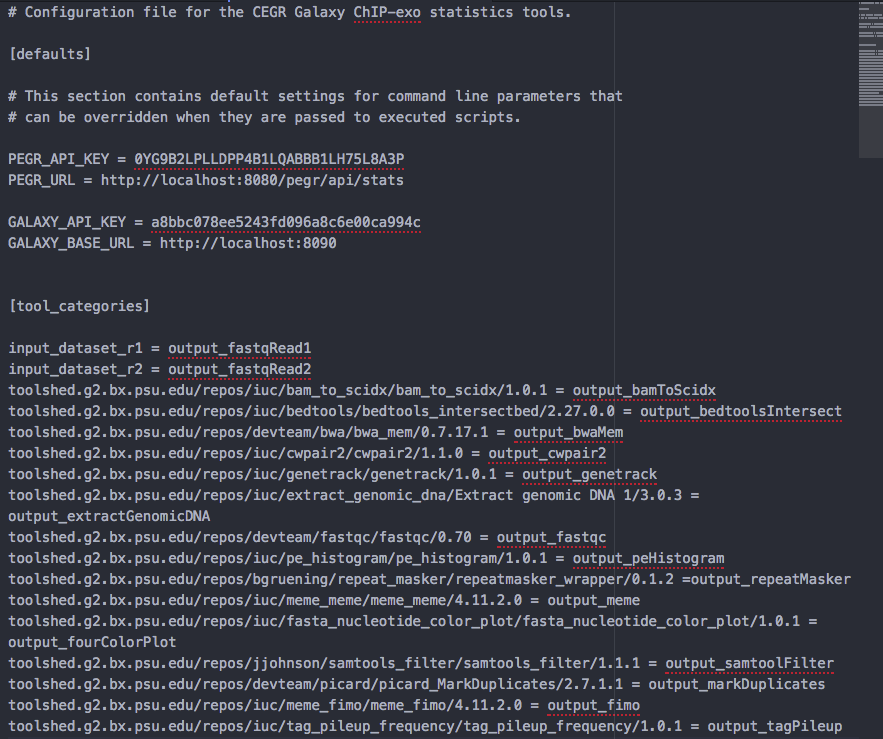 # Configuration file for the CEGR Galaxy ChIP-exo statistics tools.
[defaults]
# This section contains default settings for command line parameters that
# can be overridden when they are passed to executed scripts.
PEGR_API_KEY = 0YG9B2LPLLDPP4B1LQABBB1LH75L8A3P
PEGR_URL = http://localhost:8080/pegr/api/stats
GALAXY_API_KEY = a8bbc078ee5243fd096a8c6e00ca994c
GALAXY_BASE_URL = http://localhost:8090
[tool_categories]
input_dataset_r1 = output_fastqRead1
input_dataset_r2 = output_fastqRead2
toolshed.g2.bx.psu.edu/repos/iuc/bam_to_scidx/bam_to_scidx/1.0.1 = output_bamToScidx
toolshed.g2.bx.psu.edu/repos/iuc/bedtools/bedtools_intersectbed/2.27.0.0 = output_bedtoolsIntersect
toolshed.g2.bx.psu.edu/repos/devteam/bwa/bwa_mem/0.7.17.1 = output_bwaMem
toolshed.g2.bx.psu.edu/repos/iuc/cwpair2/cwpair2/1.1.0 = output_cwpair2
toolshed.g2.bx.psu.edu/repos/iuc/genetrack/genetrack/1.0.1 = output_genetrack
toolshed.g2.bx.psu.edu/repos/iuc/extract_genomic_dna/Extract genomic DNA 1/3.0.3 =
output_extractGenomicDNA
toolshed.g2.bx.psu.edu/repos/devteam/fastqc/fastqc/0.70 = output_fastqc
toolshed.g2.bx.psu.edu/repos/iuc/pe_histogram/pe_histogram/1.0.1 = output_peHistogram
toolshed.g2.bx.psu.edu/repos/bgruening/repeat_masker/repeatmasker_wrapper/0.1.2 =output_repeatMasker
toolshed.g2.bx.psu.edu/repos/iuc/meme_meme/meme_meme/4.11.2.0 = output_meme
toolshed.g2.bx.psu.edu/repos/iuc/fasta_nucleotide_color_plot/fasta_nucleotide_color_plot/1.0.1 =
output_fourColorPlot
toolshed.g2.bx.psu.edu/repos/jjohnson/samtools_filter/samtools_filter/1.1.1 = output_samtoolFilter
toolshed.g2.bx.psu.edu/repos/devteam/picard/picard_MarkDuplicates/2.7.1.1 = output_markDuplicates
toolshed.g2.bx.psu.edu/repos/iuc/meme_fimo/meme_fimo/4.11.2.0 = output_fimo
toolshed.g2.bx.psu.edu/repos/iuc/tag_pileup_frequency/tag_pileup_frequency/1.0.1 = output_tagPileup